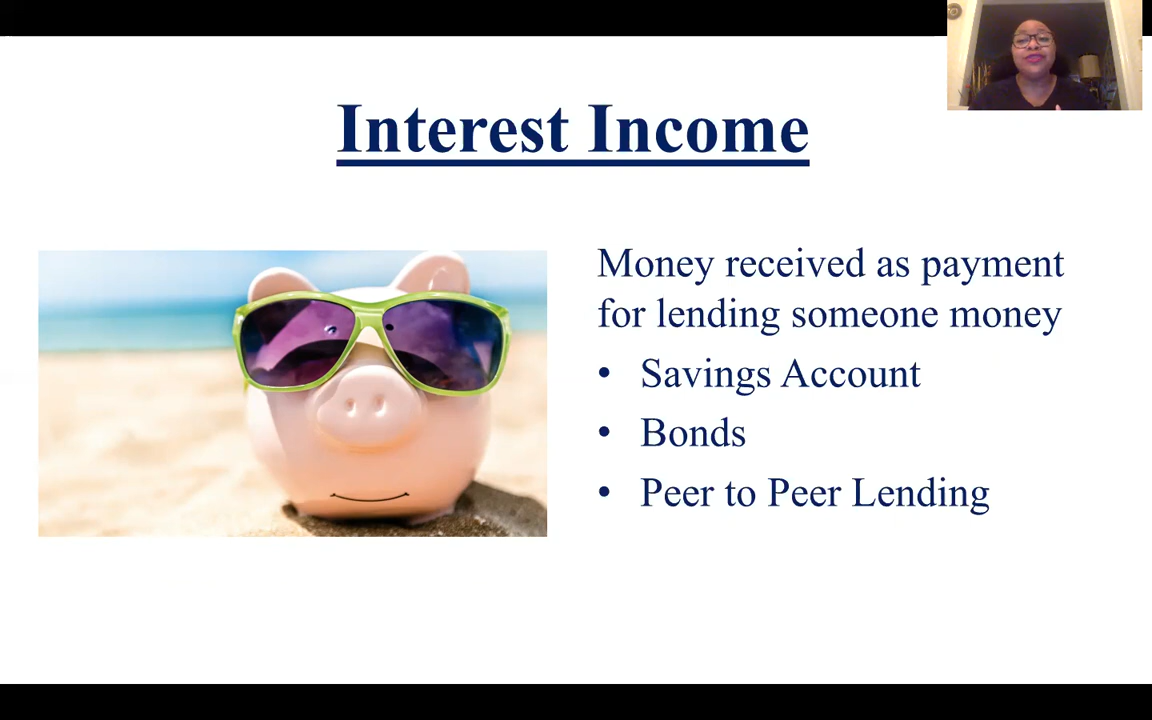 Interest Income
Money received as payment
for lending someone money
• Savings Account
• Bonds
• Peer to Peer Lending